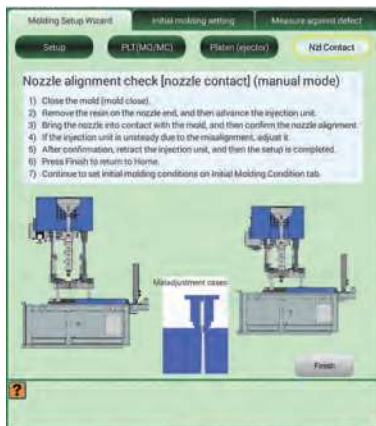 Molding Setup Wizard
Initial molding setting
Measure against defect
Setup
PLT(MO/MC)
Platen (ejector)
Nzl Contact
Nozzle alignment check [nozzle contact] (manual mode)
1) Close the mold (mold close).
2) Remove the resin on the nozzle end, and then advance the injection unit.
3) Bring the nozzle into contact with the mold, and then confirm the nozzle alignment.
4) If the injection unit is unsteady due to the misalignment, adjust it.
5) After confirmation, retract the injection unit, and then the setup is completed.
6) Press Finish to return to Home.
7) Continue to set initial molding conditions on Initial Molding Condition tab.
Maladjustment cases
Finish
?